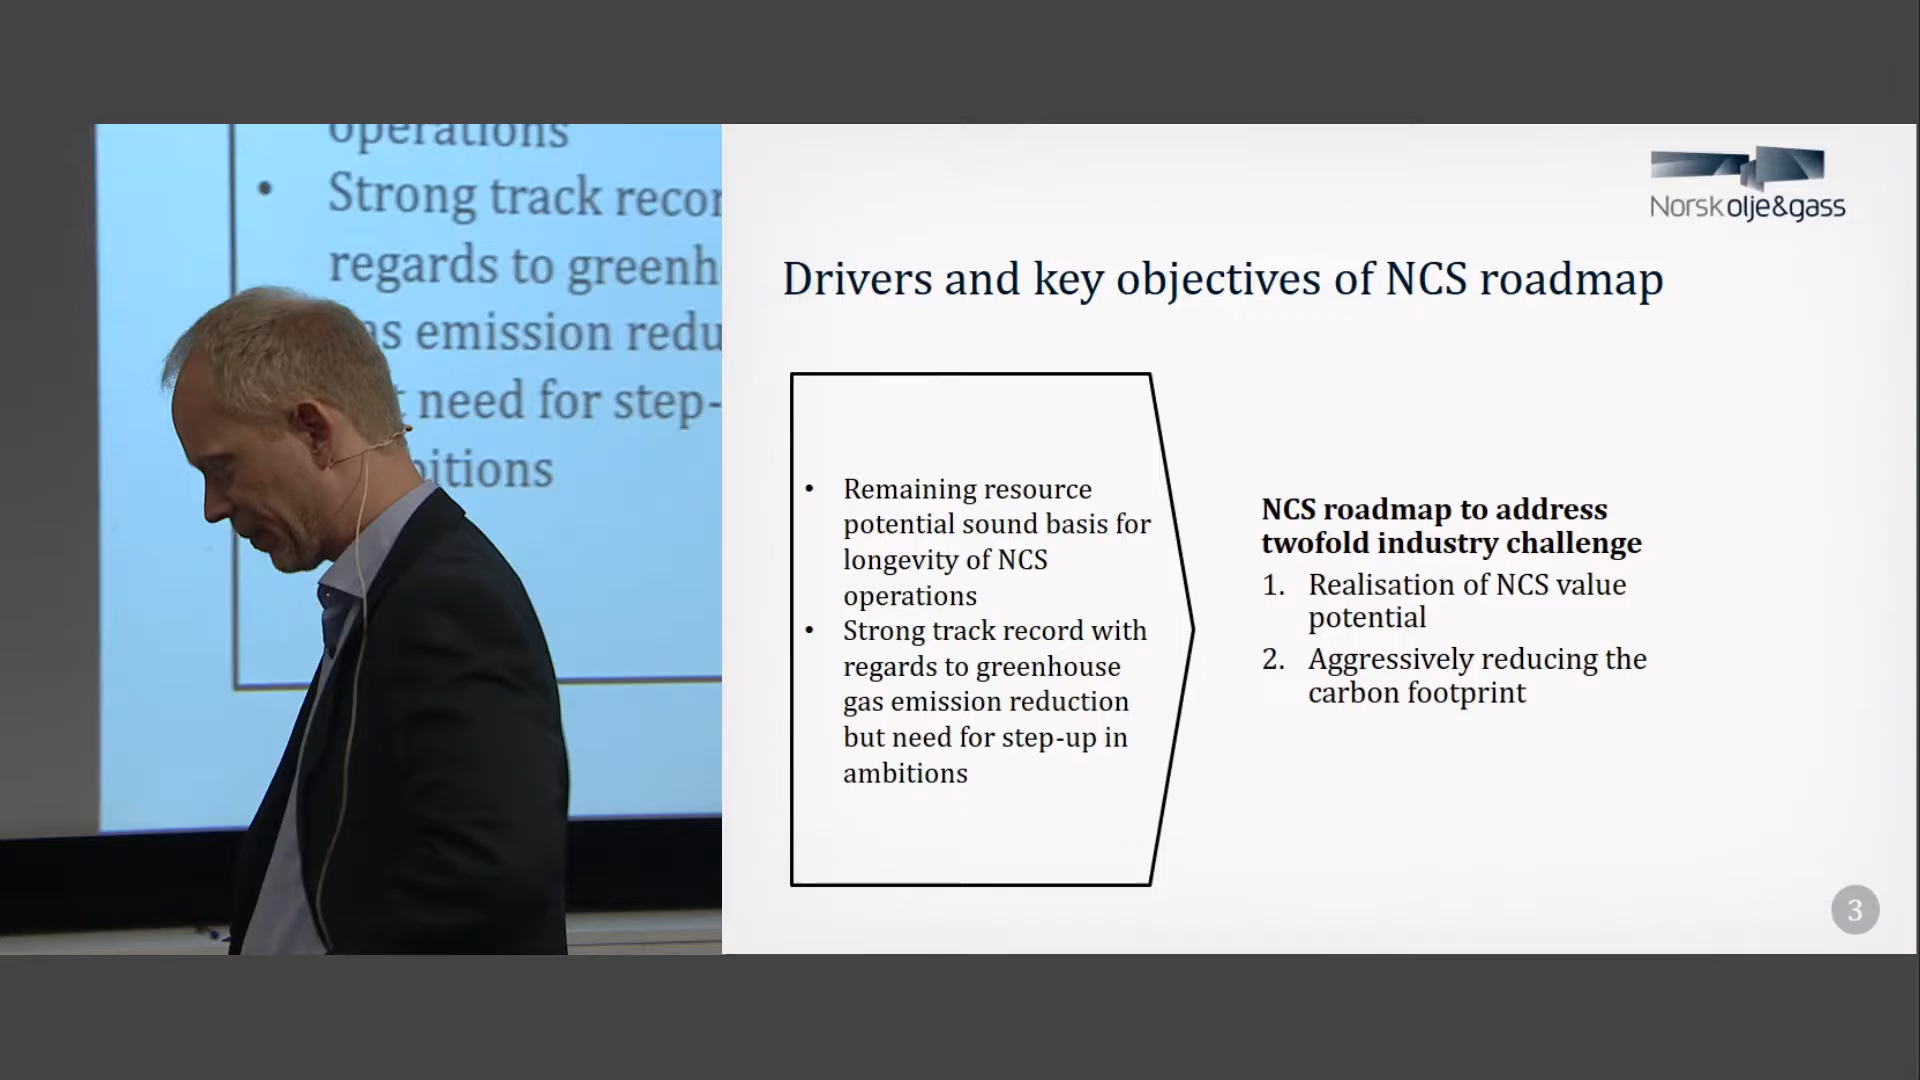 operations
• Strong track recor
regards to greenh
as emission redu
need for step-
bitions
Norskolje&gass
Drivers and key objectives of NCS roadmap
• Remaining resource
potential sound basis for
longevity of NCS
operations
• Strong track record with
regards to greenhouse
gas emission reduction
but need for step-up in
ambitions
NCS roadmap to address
twofold industry challenge
1. Realisation of NCS value
potential
2. Aggressively reducing the
carbon footprint
3